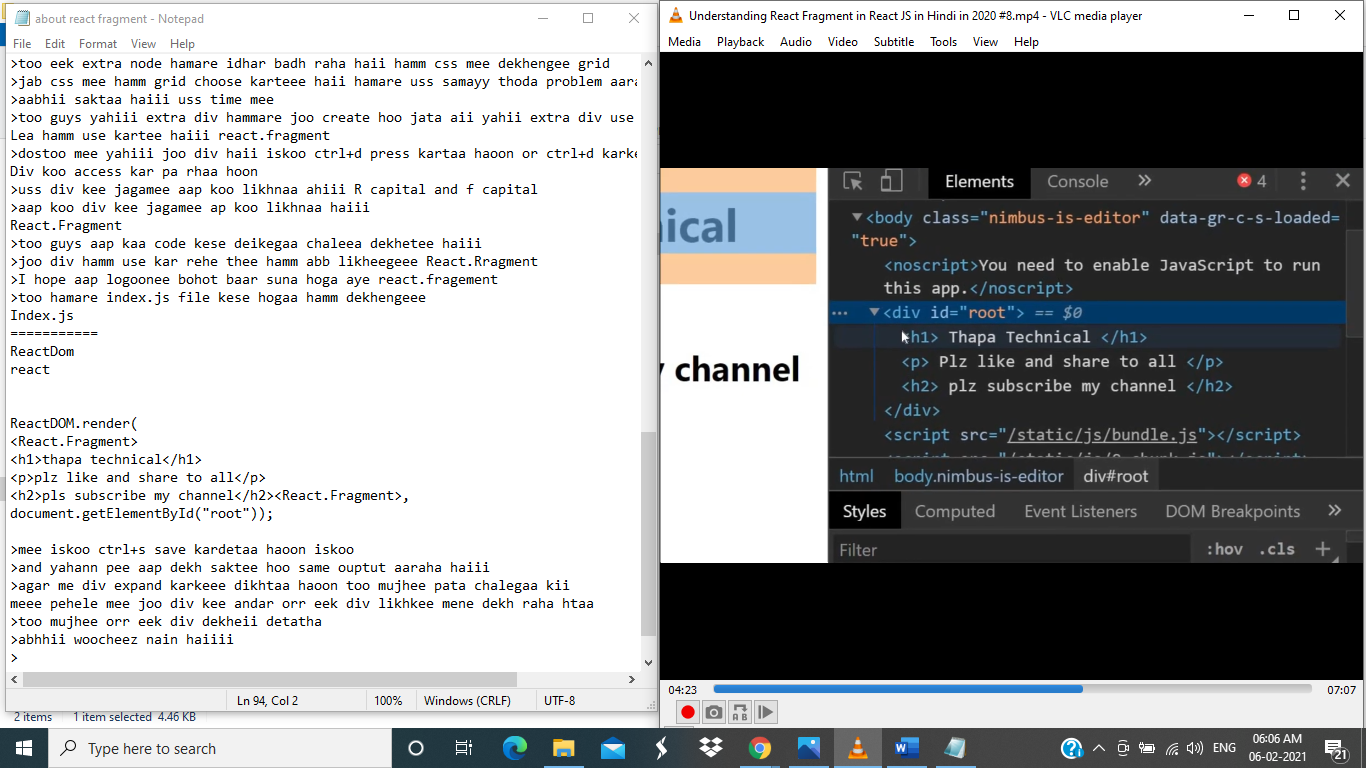 about react fragment - Notepad
File Edit Format View Help
>too eek extra node hamare idhar badh raha haii hamm css mee dekhengee grid
>jab css mee hamm grid choose karteee haii hamare uss samayy thoda problem aara
>aabhii saktaa haiii uss time mee
>too guys yahiii extra div hammare joo create hoo jata aii yahii extra div use
Lea hamm use kartee haiii react.fragment
>dostoo mee yahiii joo div haii iskoo ctrl+d press kartaa haoon or ctrl+d karke
Div koo access kar pa rhaa hoon
>uss div kee jagamee aap koo likhnaa ahiii R capital and f capital
>aap koo div kee jagamee ap koo likhnaa haiii
React.Fragment
>too guys aap kaa code kese deikegaa chaleea dekhetee haiii
>joo div hamm use kar rehe thee hamm abb likheegeee React.Rragment
>I hope aap logoonee bohot baar suna hoga aye react.fragement
>too hamare index.js file kese hogaa hamm dekhengeee
Index.js
===========
ReactDom
react
ReactDOM.render(
<React.Fragment>
<h1>thapa technical</h1>
<p>plz like and share to all</p>
<h2>pls subscribe my channel</h2><React.Fragment>,
document.getElementById("root"));
>mee iskoo ctrl+s save kardetaa haoon iskoo
>and yahann pee aap dekh saktee hoo same ouptut aaraha haiii
>agar me div expand karkeee dikhtaa haoon too mujhee pata chalegaa kii
meee pehele mee joo div kee andar orr eek div likhkee mene dekh raha htaa
>too mujhee orr eek div dekheii detatha
>abhhii woocheez nain haiiii
>
Ln 94, Col 2 100% Windows (CRLF) UTF-8
2 items 1 item selected 4.46 KB
Understanding React Fragment in React JS in Hindi in 2020 #8.mp4 - VLC media player
Media Playback Audio Video Subtitle Tools View Help
nical
y channel
Elements Console » 4
<body class="nimbus-is-editor" data-gr-c-s-loaded=
"true">
<noscript>You need to enable JavaScript to run
this app.</noscript>
<div id="root"> == $0
<h1> Thapa Technical </h1>
<p> Plz like and share to all </p>
<h2> plz subscribe my channel </h2>
</div>
<script src="/static/js/bundle.js"></script>
html body.nimbus-is-editor div#root
Styles Computed Event Listeners DOM Breakpoints »
Filter :hov .cls +
04:23 07:07
Type here to search
ENG
06:06 AM
06-02-2021
21